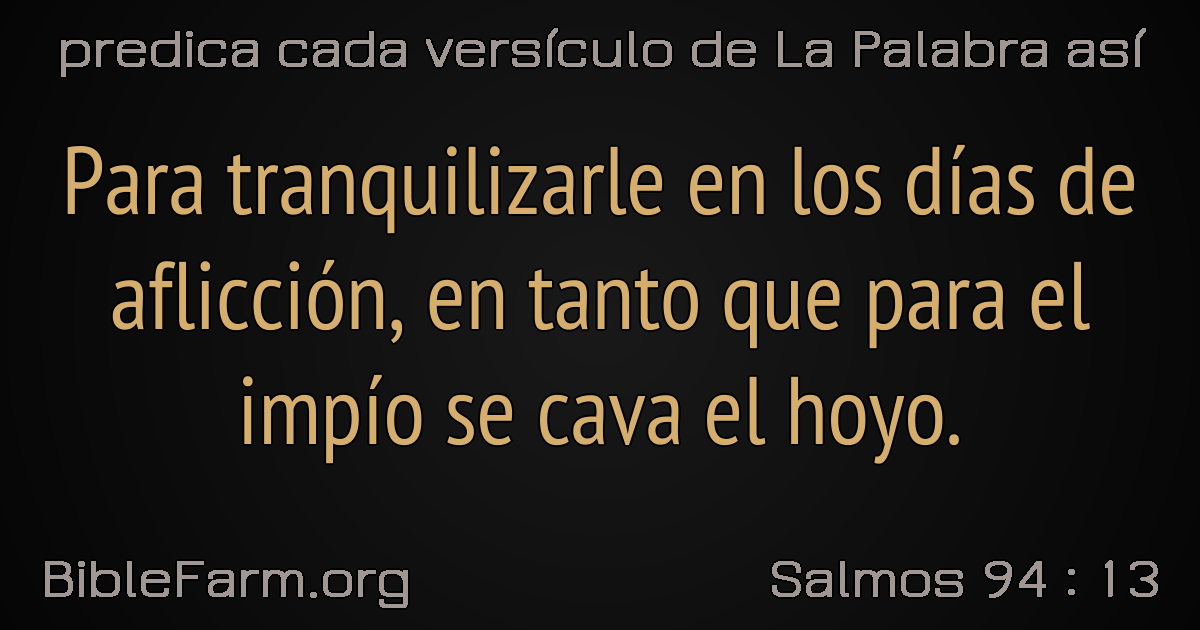 predica cada versículo de La Palabra así
Para tranquilizarle en los días de
aflicción, en tanto que para el
impío se cava el hoyo.
BibleFarm.org
Salmos 94 : 13